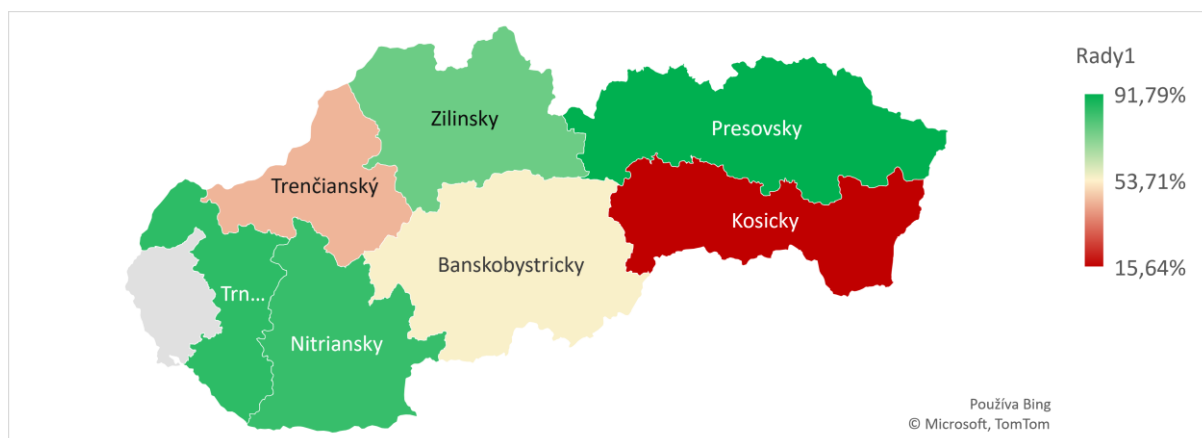 Rady1
91,79%
53,71%
15,64%
Zilinsky
Presovsky
Trenčianský
Kosicky
Banskobystricky
Trn...
Nitriansky
Používa Bing
© Microsoft, TomTom